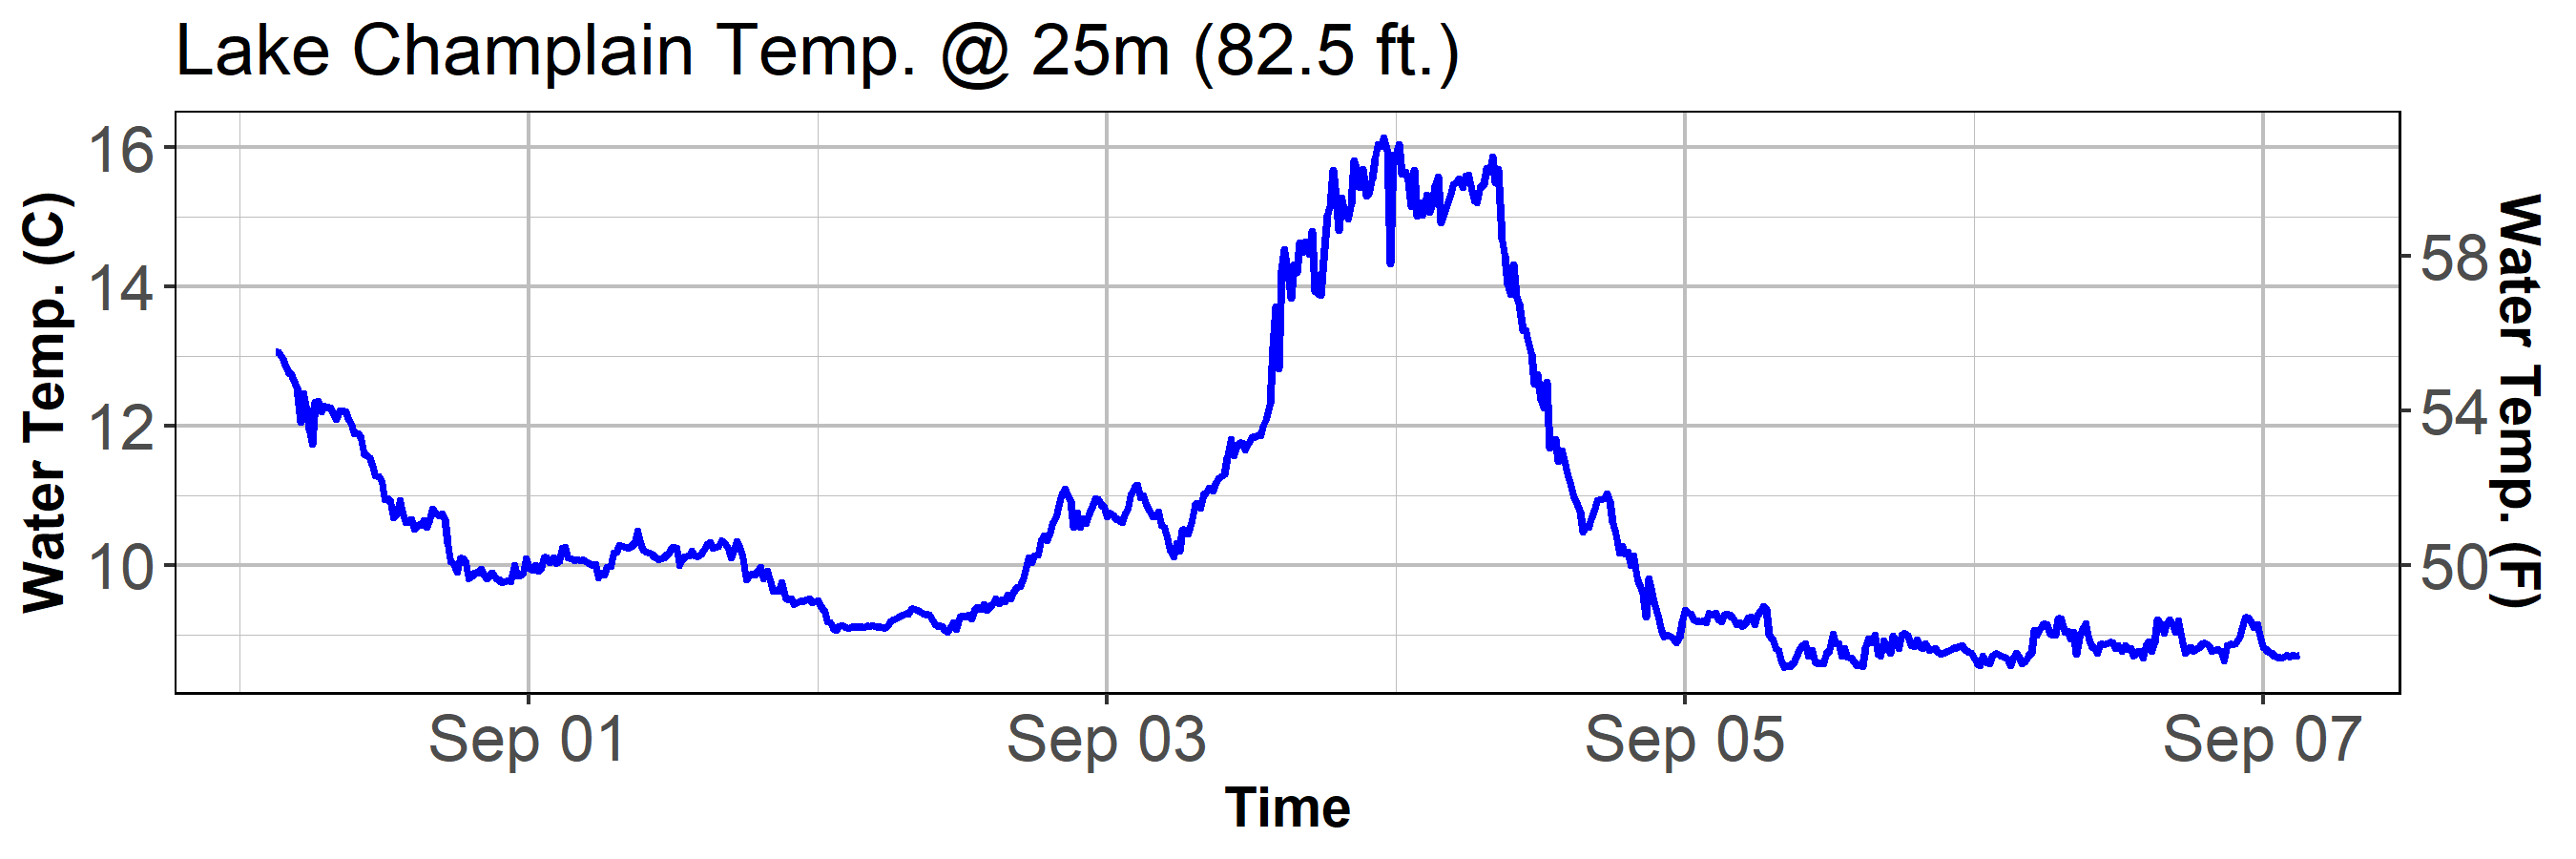 Lake Champlain Temp. @ 25m (82.5 ft.)
Water Temp. (C)
16
14
12
10
58
54
50
Water Temp. (F)
Sep 01
Sep 03
Sep 05
Sep 07
Time